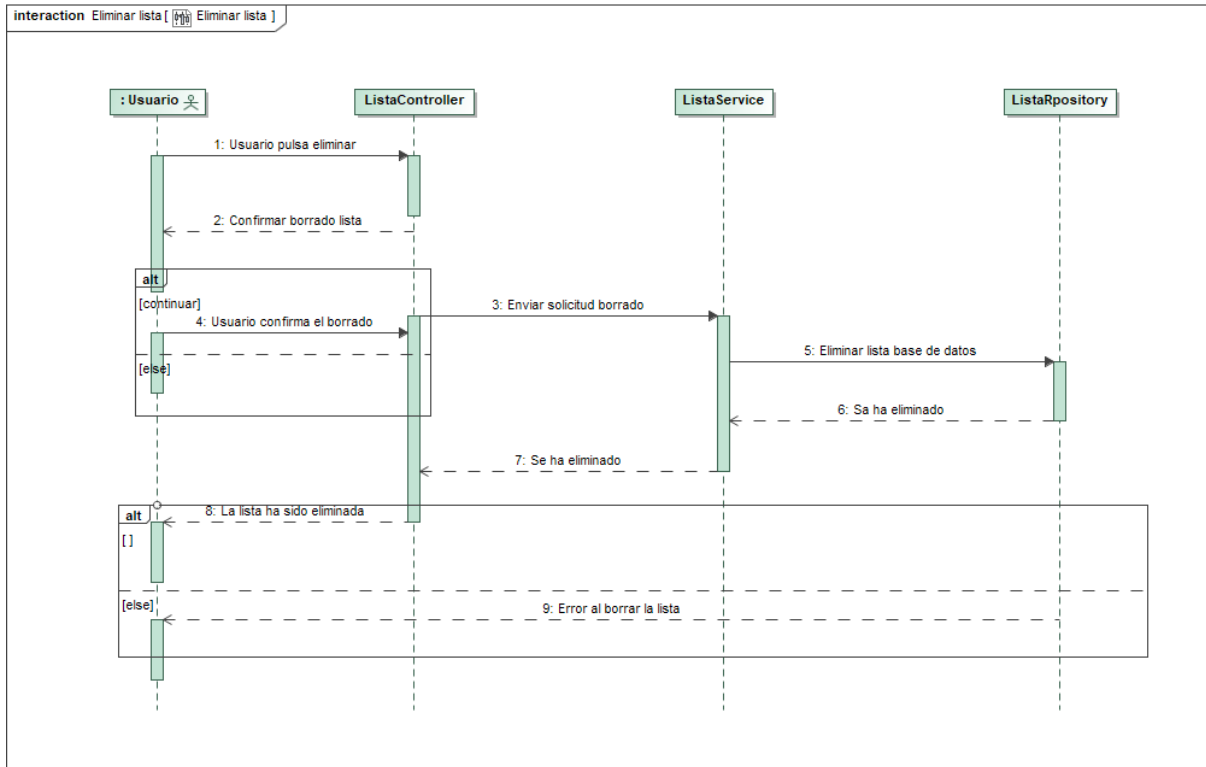 interaction Eliminar lista [ Eliminar lista ]
: Usuario
ListaController
ListaService
ListaRpository
1: Usuario pulsa eliminar
2: Confirmar borrado lista
alt
[continuar]
3: Enviar solicitud borrado
4: Usuario confirma el borrado
5: Eliminar lista base de datos
[else]
6: Sa ha eliminado
7: Se ha eliminado
alt
8: La lista ha sido eliminada
[ ]
[else]
9: Error al borrar la lista